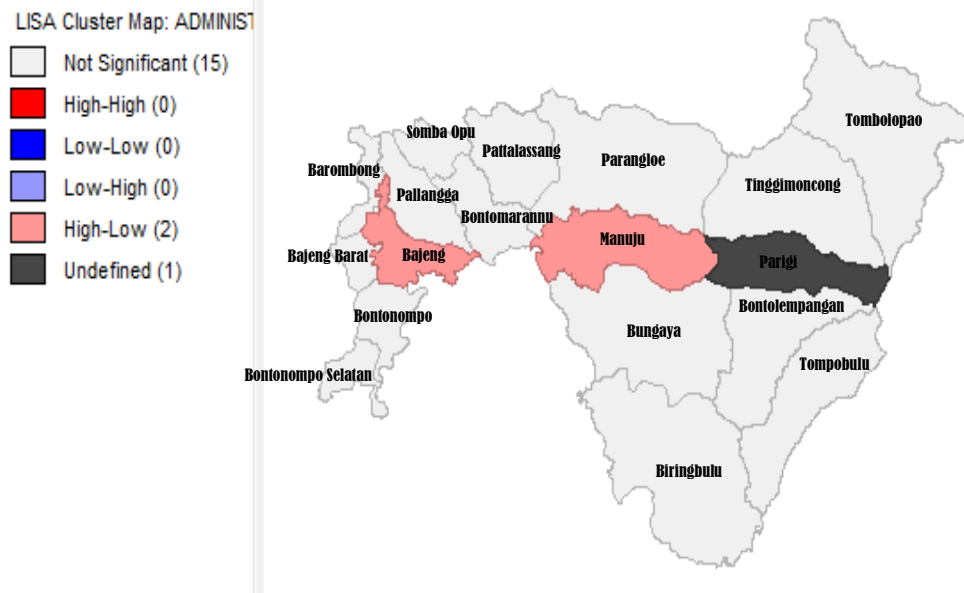 LISA Cluster Map: ADMINIST
Not Significant (15)
High-High (0)
Low-Low (0)
Low-High (0)
High-Low (2)
Undefined (1)
Tombolopao
Somba Opu
Pattalassang
Parangloe
Barombong
Tinggimoncong
Pallangga
Bontomarannu
Manuju
Bajeng Barat
Bajeng
Parigi
Bontolempangan
Bontonompo
Bungaya
Tompobulu
Bontonompo Selatan
Biringbulu